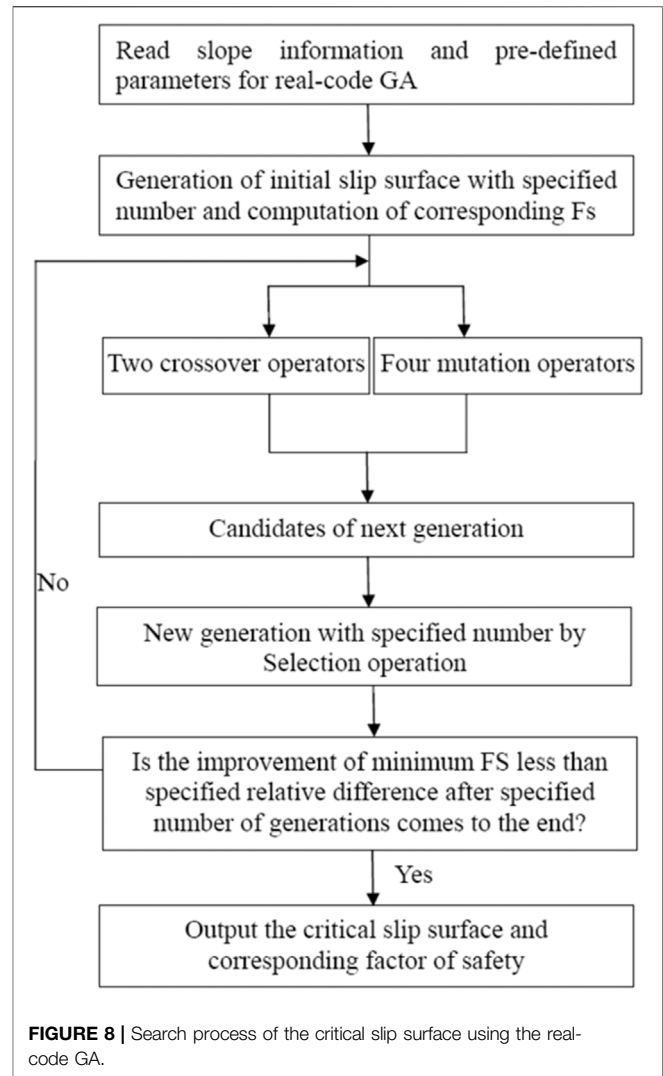 Read slope information and pre-defined
parameters for real-code GA
Generation of initial slip surface with specified
number and computation of corresponding Fs
Two crossover operators
Four mutation operators
Candidates of next generation
No
New generation with specified number by
Selection operation
Is the improvement of minimum FS less than
specified relative difference after specified
number of generations comes to the end?
Yes
Output the critical slip surface and
corresponding factor of safety
FIGURE 8 | Search process of the critical slip surface using the real-
code GA.